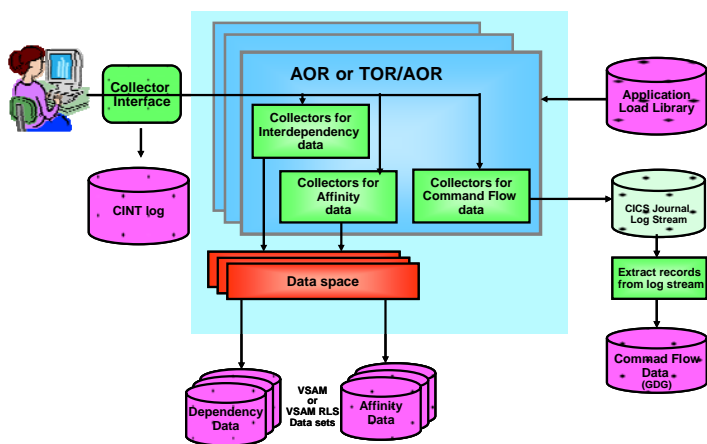 AOR or TOR/AOR
Collector
Interface
Application
Load Library
Collectors for
Interdependency
data
Collectors for
Affinity
data
Collectors for
Command Flow
data
CINT log
CICS Journal
Log Stream
Data space
Extract records
from log stream
Commad Flow
Data
(GDG)
VSAM
or
VSAM RLS
Data sets
Dependency
Data
Affinity
Data